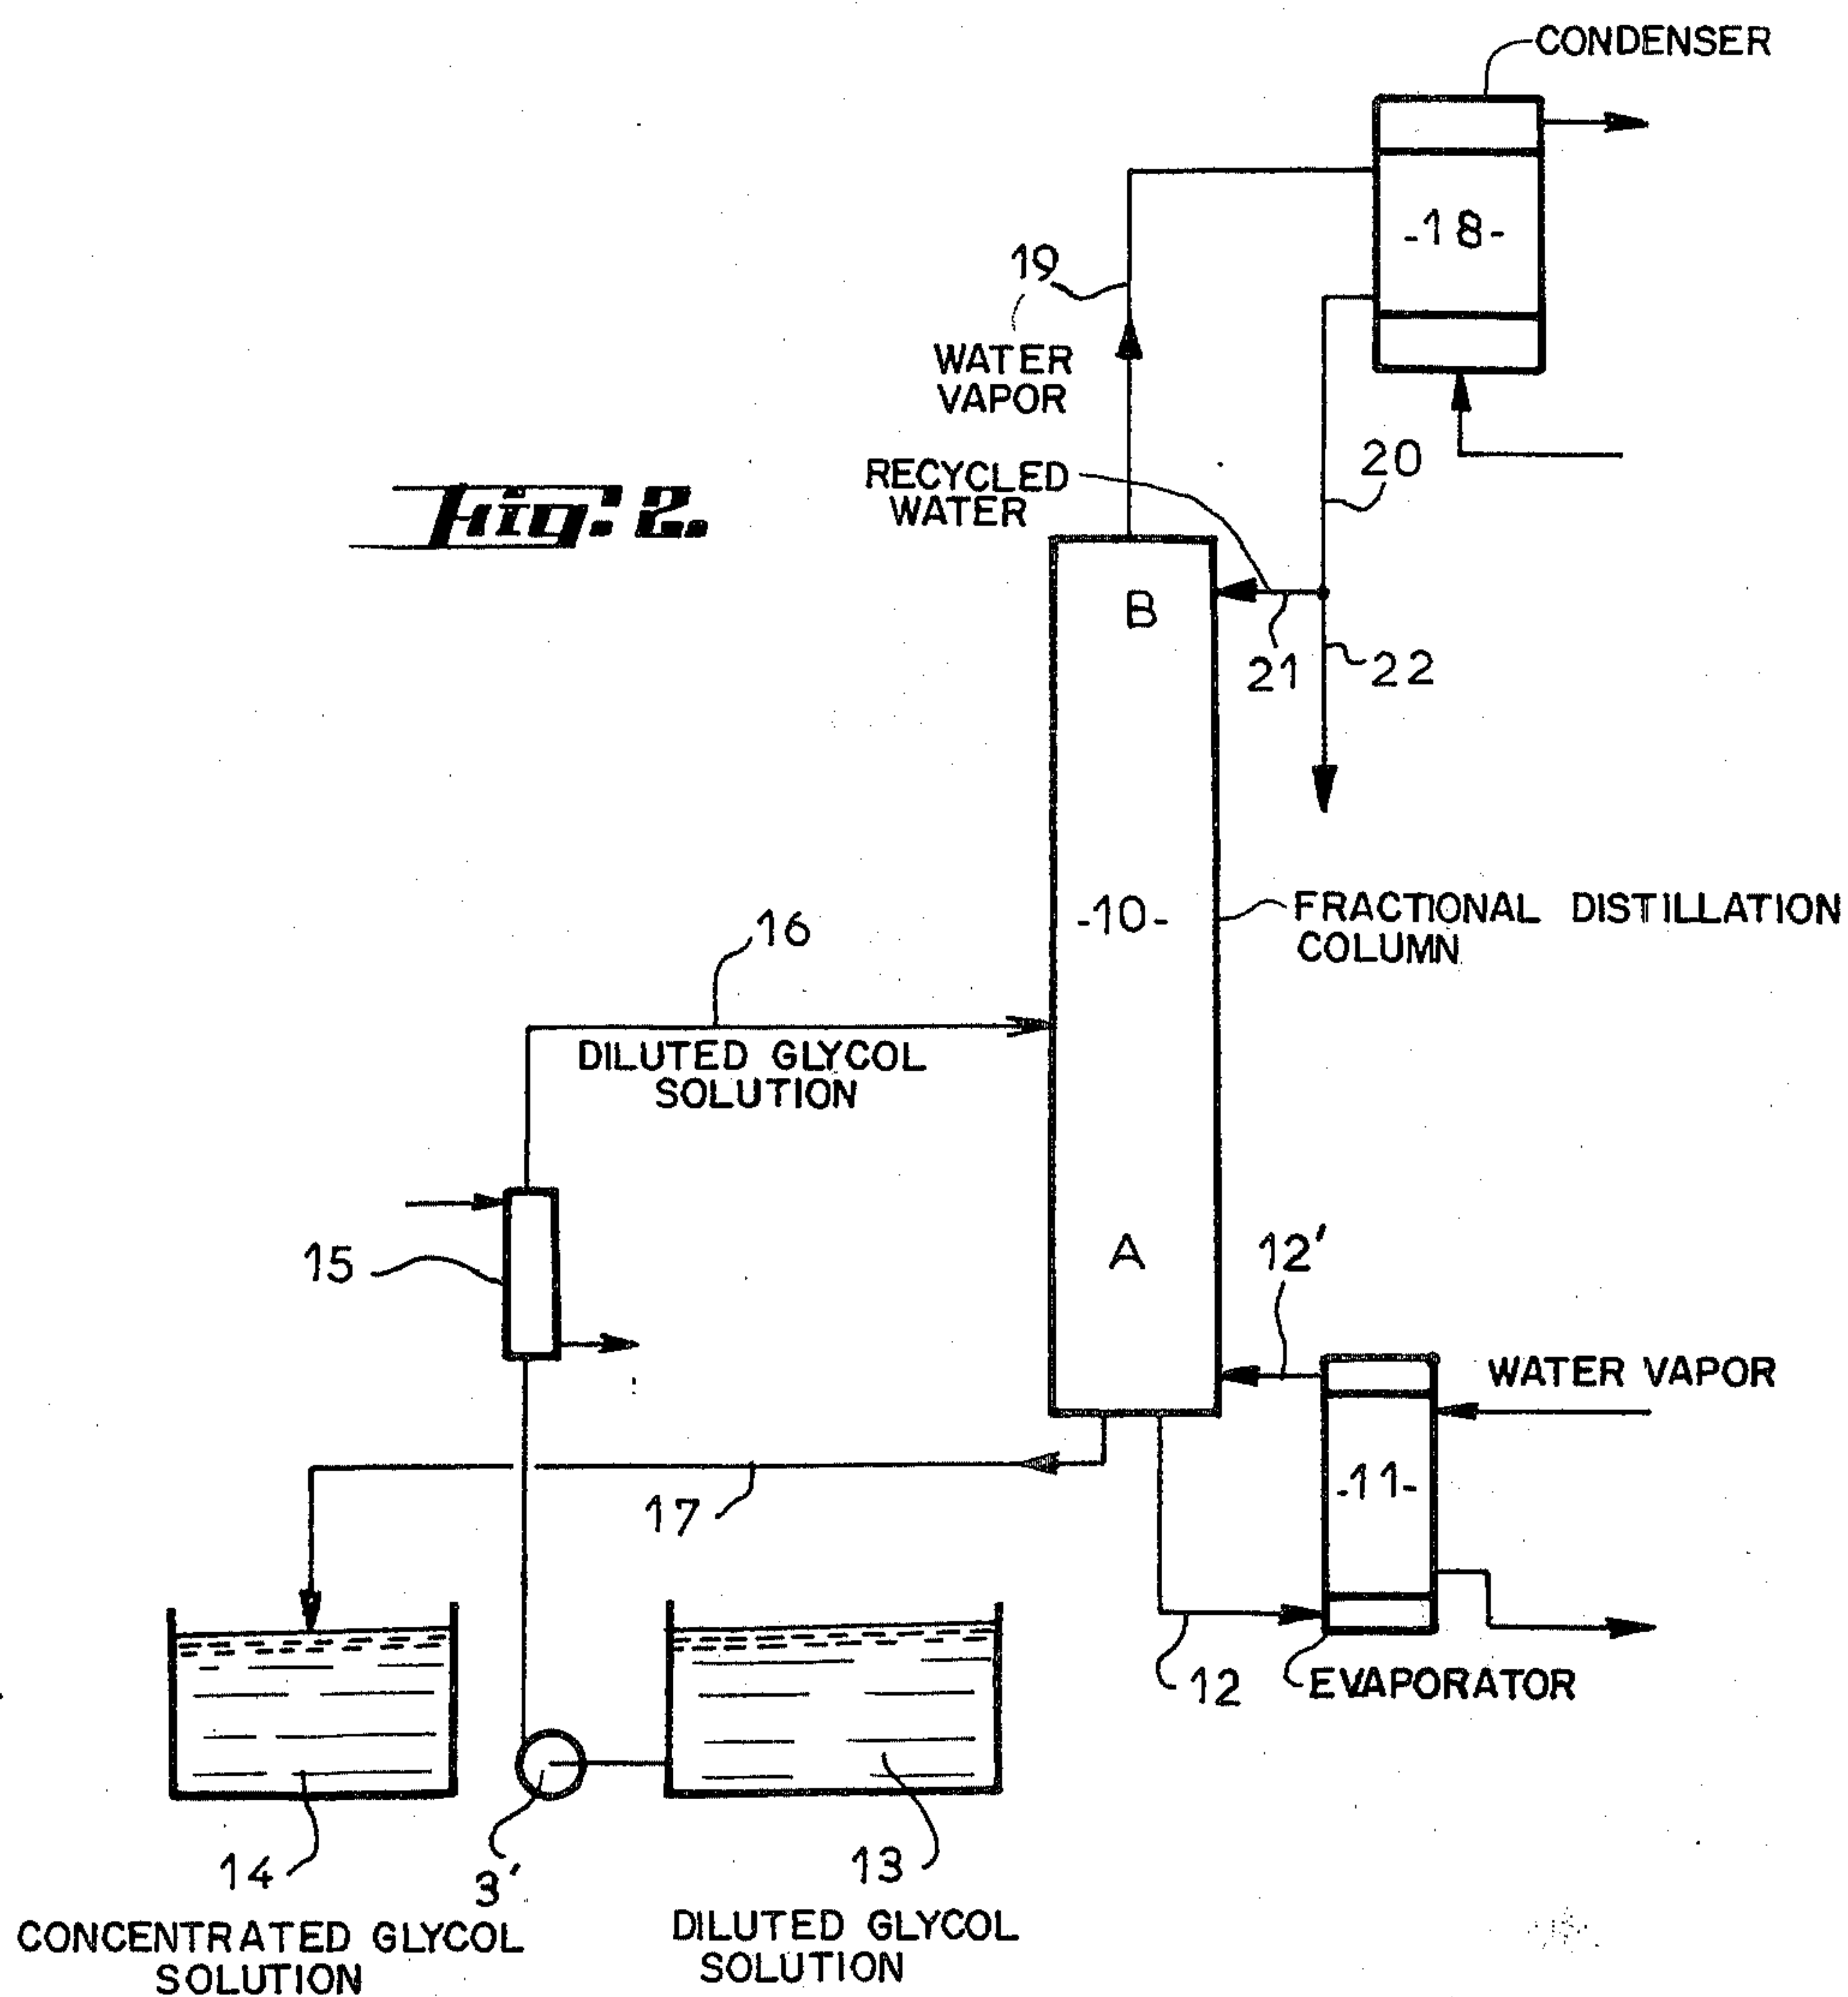 CONDENSER
-18-
19
WATER
VAPOR
20
RECYCLED
WATER
Fig. 2.
B
21
22
-10-
FRACTIONAL DISTILLATION
COLUMN
16
DILUTED GLYCOL
SOLUTION
15
A
12'
WATER VAPOR
-11-
17
12
EVAPORATOR
14
3'
13
CONCENTRATED GLYCOL
SOLUTION
DILUTED GLYCOL
SOLUTION